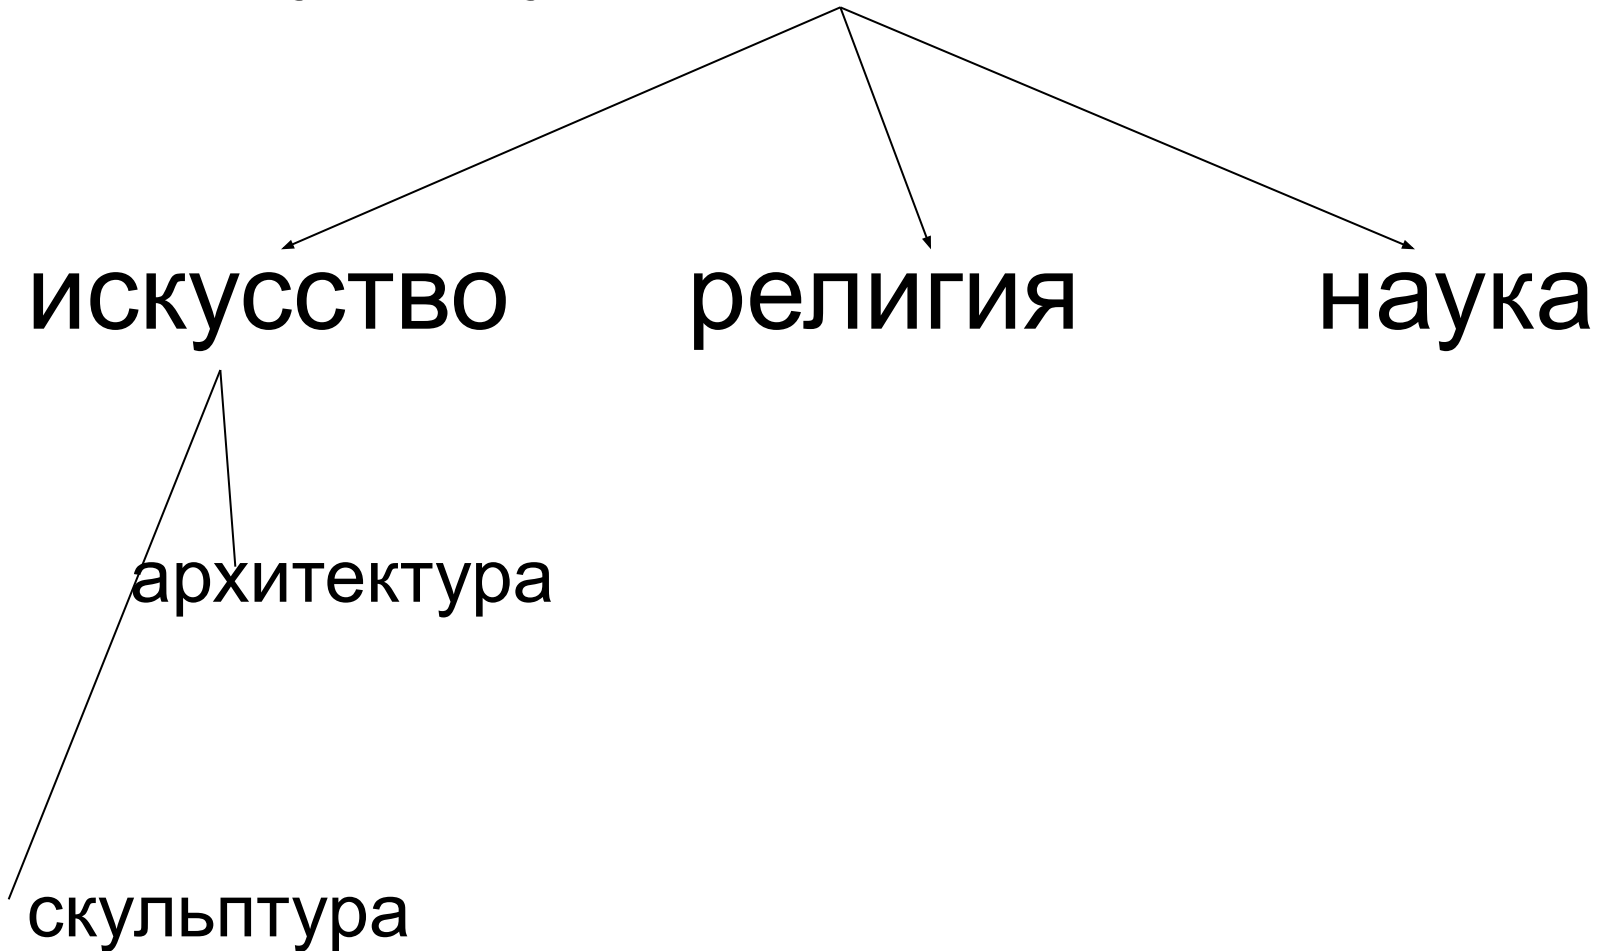 искусство религия наука
архитектура
скульптура